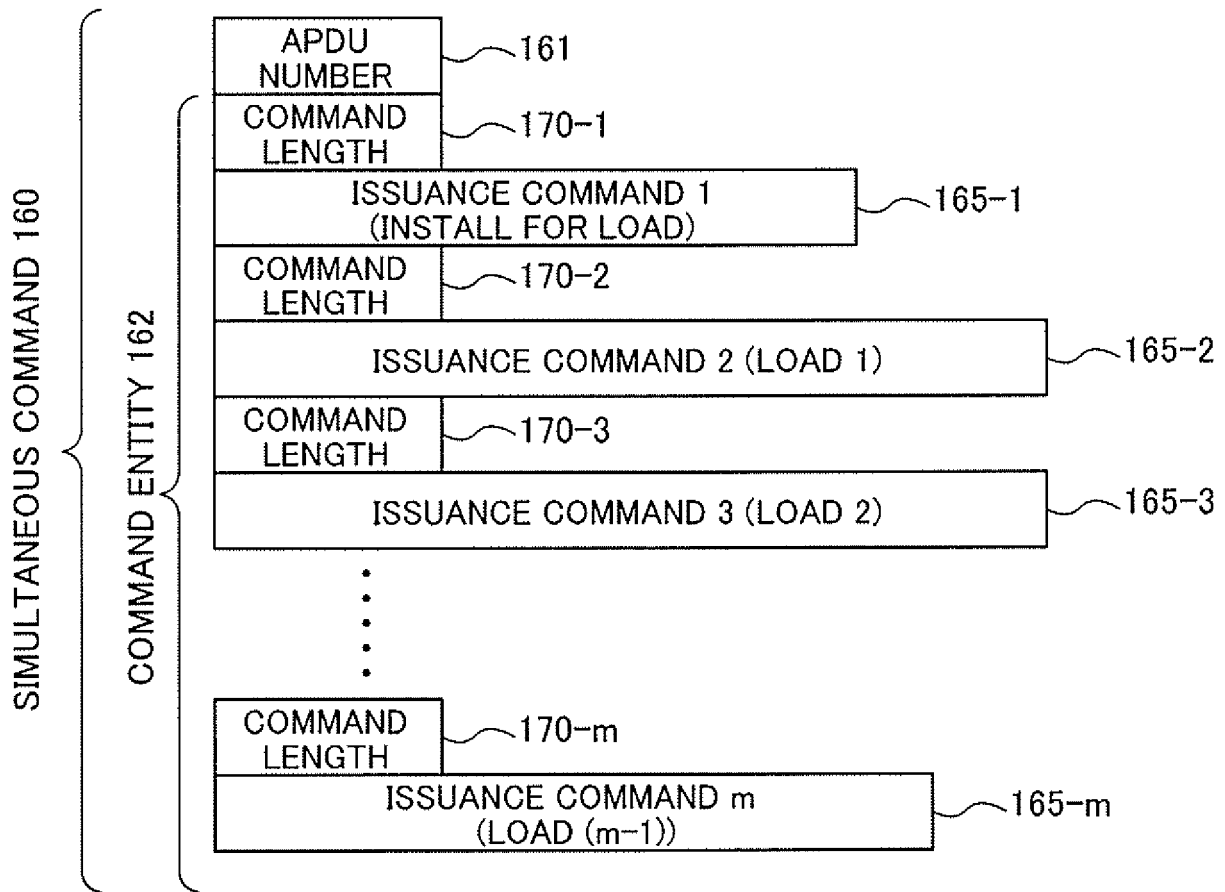 SIMULTANEOUS COMMAND 160
COMMAND ENTITY 162
APDU
NUMBER
161
COMMAND
LENGTH
170-1
ISSUANCE COMMAND 1
(INSTALL FOR LOAD)
165-1
COMMAND
LENGTH
170-2
ISSUANCE COMMAND 2 (LOAD 1)
165-2
COMMAND
LENGTH
170-3
ISSUANCE COMMAND 3 (LOAD 2)
165-3
COMMAND
LENGTH
170-m
ISSUANCE COMMAND m
(LOAD (m-1))
165-m